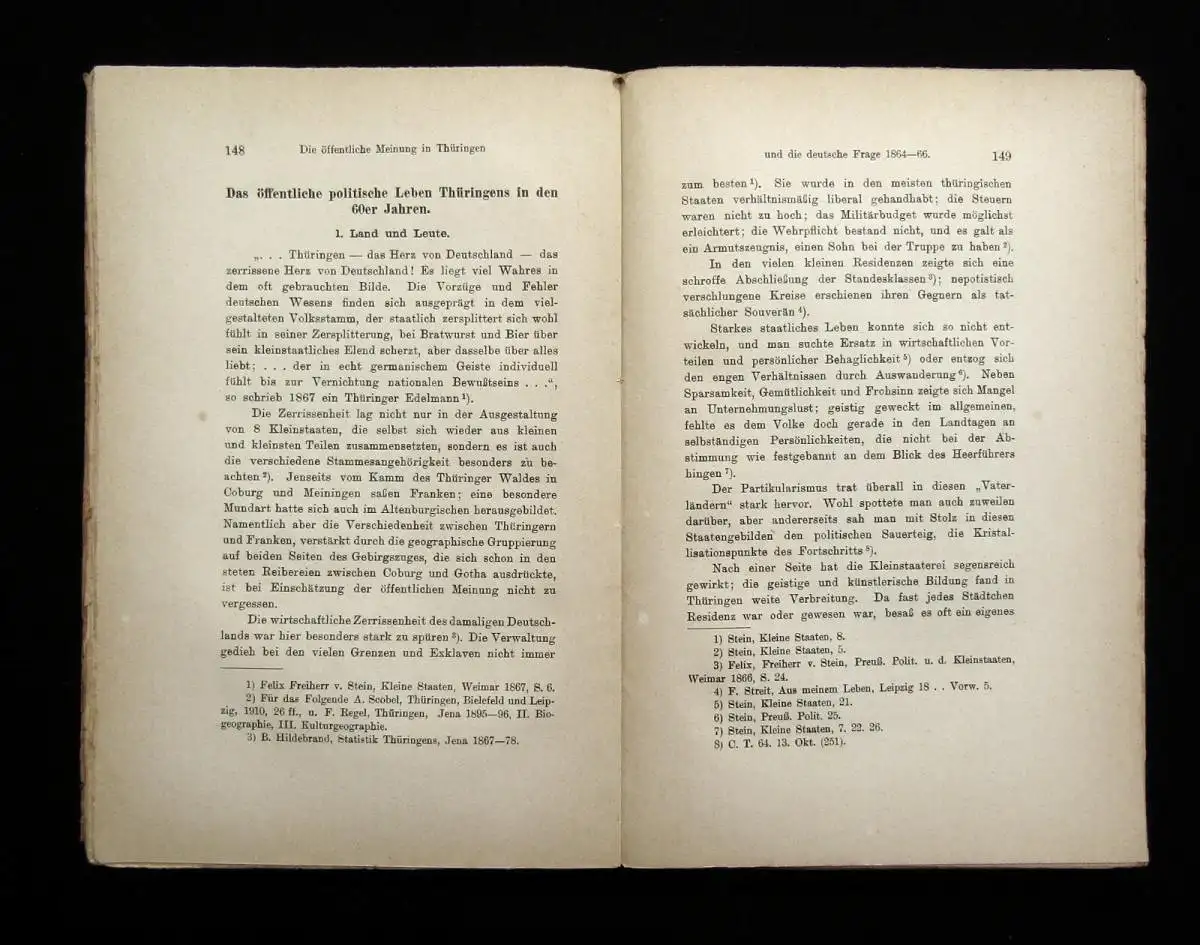 148 Die öffentliche Meinung in Thüringen
Das öffentliche politische Leben Thüringens in den
60er Jahren.
1. Land und Leute.
„. . . Thüringen — das Herz von Deutschland — das
zerrissene Herz von Deutschland! Es liegt viel Wahres in
dem oft gebrauchten Bilde. Die Vorzüge und Fehler
deutschen Wesens finden sich ausgeprägt in dem viel-
gestalteten Volksstamm, der staatlich zersplittert sich wohl
fühlt in seiner Zersplitterung, bei Bratwurst und Bier über
sein kleinstaatliches Elend scherzt, aber dasselbe über alles
liebt; . . . der in echt germanischem Geiste individuell
fühlt bis zur Vernichtung nationalen Bewußtseins . . .“,
so schrieb 1867 ein Thüringer Edelmann¹).
Die Zerrissenheit lag nicht nur in der Ausgestaltung
von 8 Kleinstaaten, die selbst sich wieder aus kleinen
und kleinsten Teilen zusammensetzten, sondern es ist auch
die verschiedene Stammesangehörigkeit besonders zu be-
achten²). Jenseits vom Kamm des Thüringer Waldes in
Coburg und Meiningen saßen Franken; eine besondere
Mundart hatte sich auch im Altenburgischen herausgebildet.
Namentlich aber die Verschiedenheit zwischen Thüringern
und Franken, verstärkt durch die geographische Gruppierung
auf beiden Seiten des Gebirgszuges, die sich schon in den
steten Reibereien zwischen Coburg und Gotha ausdrückte,
ist bei Einschätzung der öffentlichen Meinung nicht zu
vergessen.
Die wirtschaftliche Zerrissenheit des damaligen Deutsch-
lands war hier besonders stark zu spüren³). Die Verwaltung
gedieh bei den vielen Grenzen und Exklaven nicht immer
1) Felix Freiherr v. Stein, Kleine Staaten, Weimar 1867, S. 6.
2) Für das Folgende A. Scobel, Thüringen, Bielefeld und Leip-
zig, 1910, 26 ff., u. F. Regel, Thüringen, Jena 1895—96, II. Bio-
geographie, III. Kulturgeographie.
3) B. Hildebrand, Statistik Thüringens, Jena 1867—78.
und die deutsche Frage 1864—66. 149
zum besten¹). Sie wurde in den meisten thüringischen
Staaten verhältnismäßig liberal gehandhabt; die Steuern
waren nicht zu hoch; das Militärbudget wurde möglichst
erleichtert; die Wehrpflicht bestand nicht, und es galt als
ein Armutszeugnis, einen Sohn bei der Truppe zu haben²).
In den vielen kleinen Residenzen zeigte sich eine
schroffe Abschließung der Standesklassen³); nepotistisch
verschlungene Kreise erschienen ihren Gegnern als tat-
sächlicher Souverän⁴).
Starkes staatliches Leben konnte sich so nicht ent-
wickeln, und man suchte Ersatz in wirtschaftlichen Vor-
teilen und persönlicher Behaglichkeit⁵) oder entzog sich
den engen Verhältnissen durch Auswanderung⁶). Neben
Sparsamkeit, Gemütlichkeit und Frohsinn zeigte sich Mangel
an Unternehmungslust; geistig geweckt im allgemeinen,
fehlte es dem Volke doch gerade in den Landtagen an
selbständigen Persönlichkeiten, die nicht bei der Ab-
stimmung wie festgebannt an dem Blick des Heerführers
hingen⁷).
Der Partikularismus trat überall in diesen „Vater-
ländern“ stark hervor. Wohl spottete man auch zuweilen
darüber, aber andererseits sah man mit Stolz in diesen
Staatengebilden den politischen Sauerteig, die Kristal-
lisationspunkte des Fortschritts⁸).
Nach einer Seite hat die Kleinstaaterei segensreich
gewirkt; die geistige und künstlerische Bildung fand in
Thüringen weite Verbreitung. Da fast jedes Städtchen
Residenz war oder gewesen war, besaß es oft ein eigenes
1) Stein, Kleine Staaten, 8.
2) Stein, Kleine Staaten, 5.
3) Felix, Freiherr v. Stein, Preuß. Polit. u. d. Kleinstaaten,
Weimar 1866, S. 24.
4) F. Streit, Aus meinem Leben, Leipzig 18 . . Vorw. 5.
5) Stein, Kleine Staaten, 21.
6) Stein, Preuß. Polit. 25.
7) Stein, Kleine Staaten, 7. 22. 26.
8) C. T. 64. 13. Okt. (251).